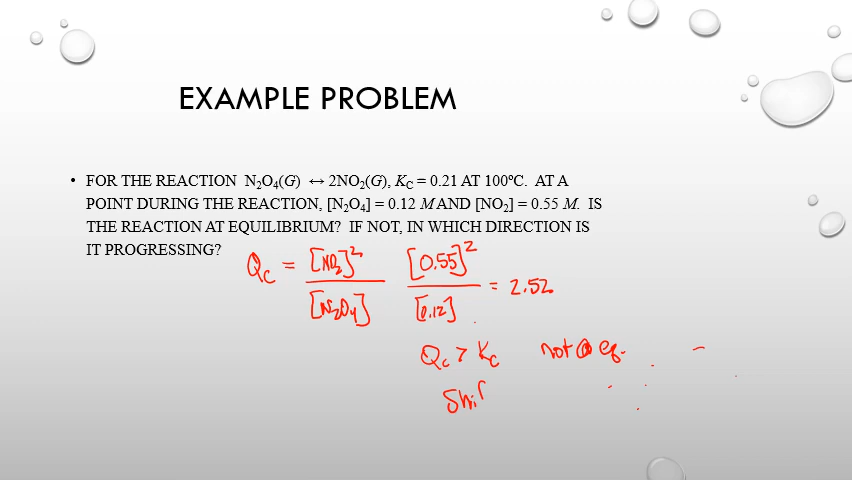 EXAMPLE PROBLEM
• FOR THE REACTION N₂O₄(G) ↔ 2NO₂(G), KC = 0.21 AT 100ºC. AT A
POINT DURING THE REACTION, [N₂O₄] = 0.12 M AND [NO₂] = 0.55 M. IS
THE REACTION AT EQUILIBRIUM? IF NOT, IN WHICH DIRECTION IS
IT PROGRESSING?
Qc = [NO₂]² / [N₂O₄] [0.55]² / [0.12] = 2.52
Qc > Kc not @ eq.
Shif